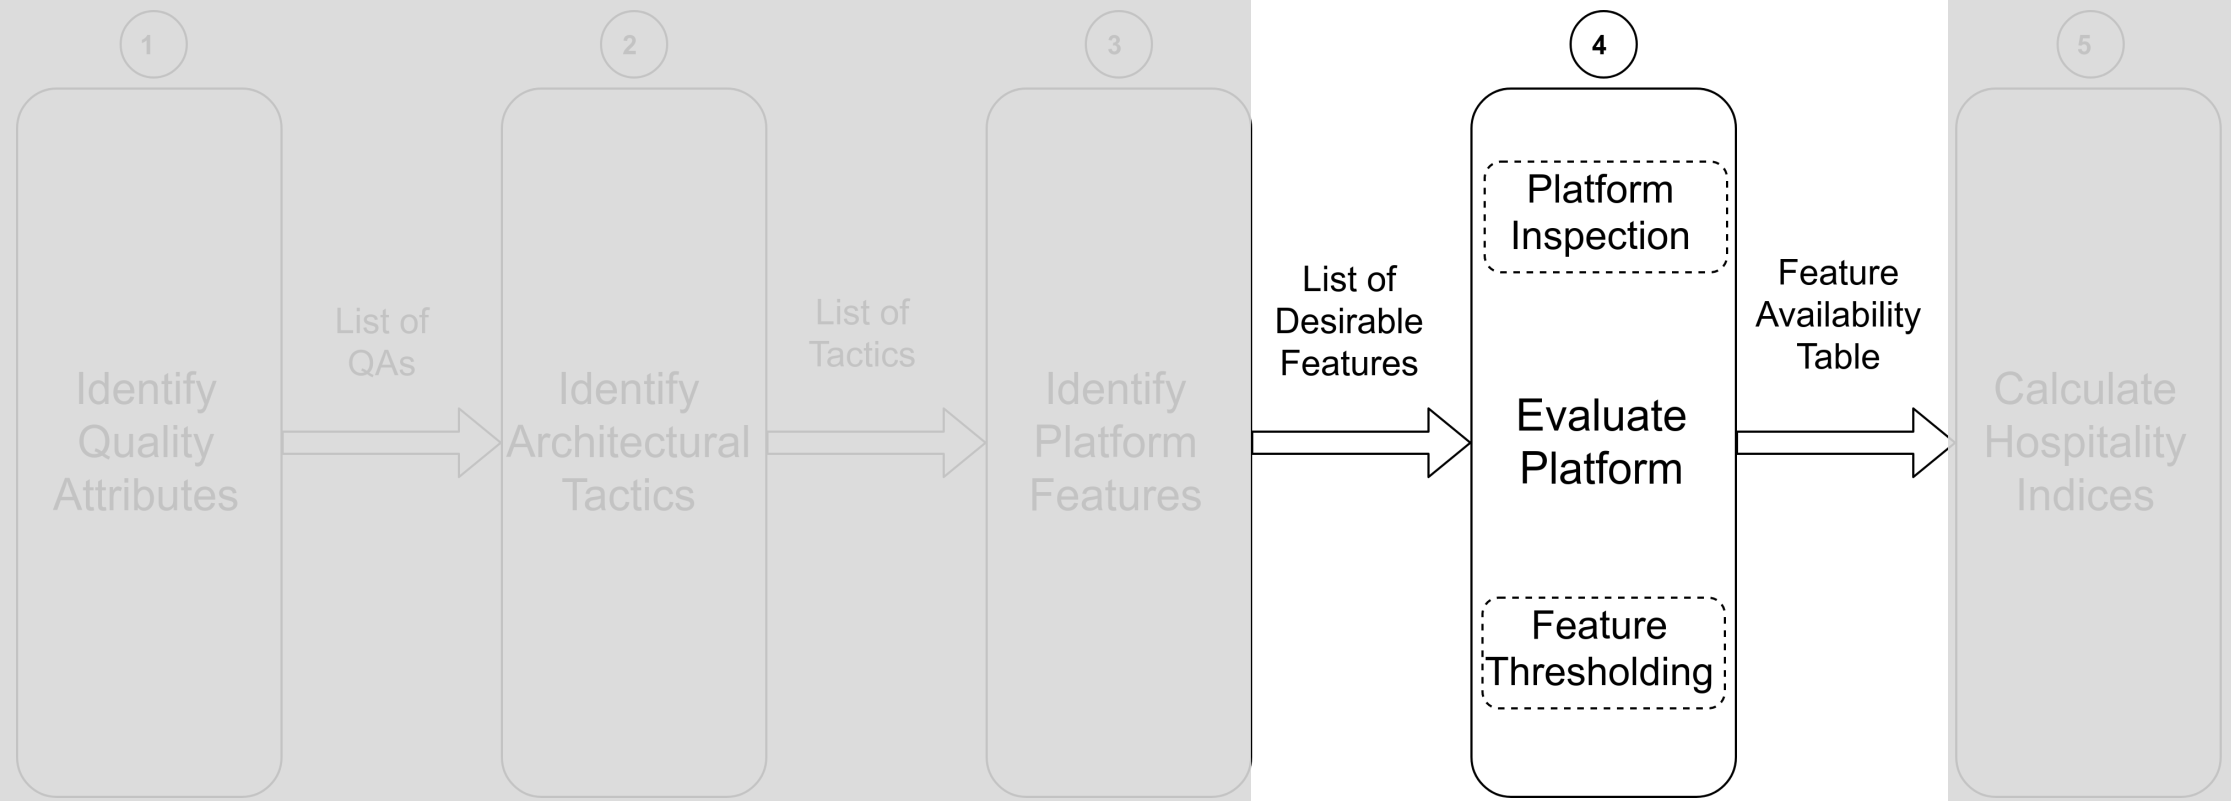 1
Identify
Quality
Attributes
List of
QAs
2
Identify
Architectural
Tactics
List of
Tactics
3
Identify
Platform
Features
List of
Desirable
Features
4
Platform
Inspection
Evaluate
Platform
Feature
Thresholding
Feature
Availability
Table
5
Calculate
Hospitality
Indices